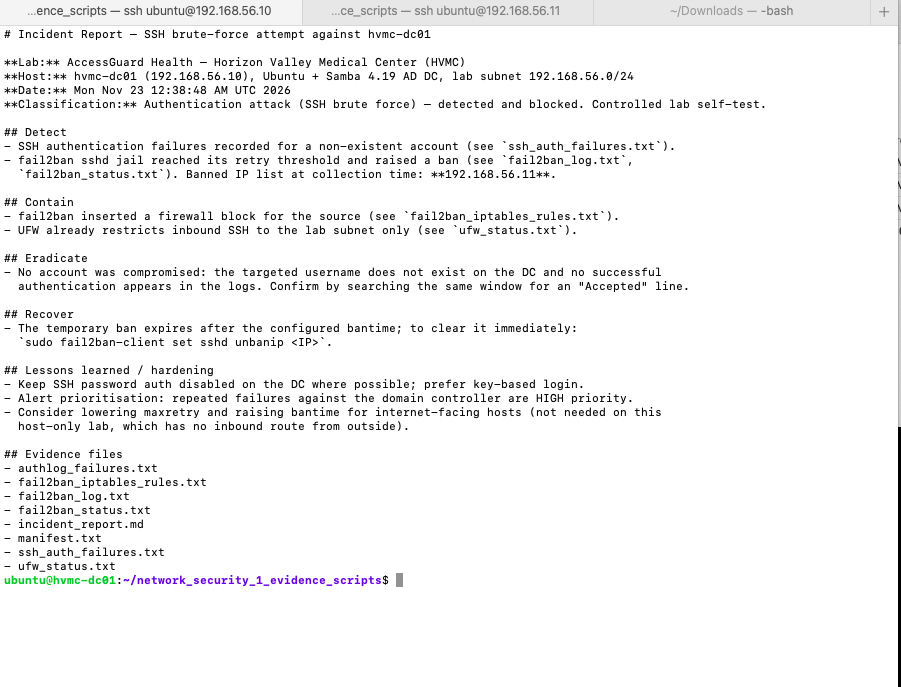 ...ence_scripts — ssh ubuntu@192.168.56.10
...ce_scripts — ssh ubuntu@192.168.56.11
~/Downloads — -bash
+
# Incident Report — SSH brute-force attempt against hvmc-dc01

**Lab:** AccessGuard Health — Horizon Valley Medical Center (HVMC)
**Host:** hvmc-dc01 (192.168.56.10), Ubuntu + Samba 4.19 AD DC, lab subnet 192.168.56.0/24
**Date:** Mon Nov 23 12:38:48 AM UTC 2026
**Classification:** Authentication attack (SSH brute force) — detected and blocked. Controlled lab self-test.

## Detect
- SSH authentication failures recorded for a non-existent account (see `ssh_auth_failures.txt`).
- fail2ban sshd jail reached its retry threshold and raised a ban (see `fail2ban_log.txt`,
  `fail2ban_status.txt`). Banned IP list at collection time: **192.168.56.11**.

## Contain
- fail2ban inserted a firewall block for the source (see `fail2ban_iptables_rules.txt`).
- UFW already restricts inbound SSH to the lab subnet only (see `ufw_status.txt`).

## Eradicate
- No account was compromised: the targeted username does not exist on the DC and no successful
  authentication appears in the logs. Confirm by searching the same window for an "Accepted" line.

## Recover
- The temporary ban expires after the configured bantime; to clear it immediately:
  `sudo fail2ban-client set sshd unbanip <IP>`.

## Lessons learned / hardening
- Keep SSH password auth disabled on the DC where possible; prefer key-based login.
- Alert prioritisation: repeated failures against the domain controller are HIGH priority.
- Consider lowering maxretry and raising bantime for internet-facing hosts (not needed on this
  host-only lab, which has no inbound route from outside).

## Evidence files
- authlog_failures.txt
- fail2ban_iptables_rules.txt
- fail2ban_log.txt
- fail2ban_status.txt
- incident_report.md
- manifest.txt
- ssh_auth_failures.txt
- ufw_status.txt
ubuntu@hvmc-dc01:~/network_security_1_evidence_scripts$